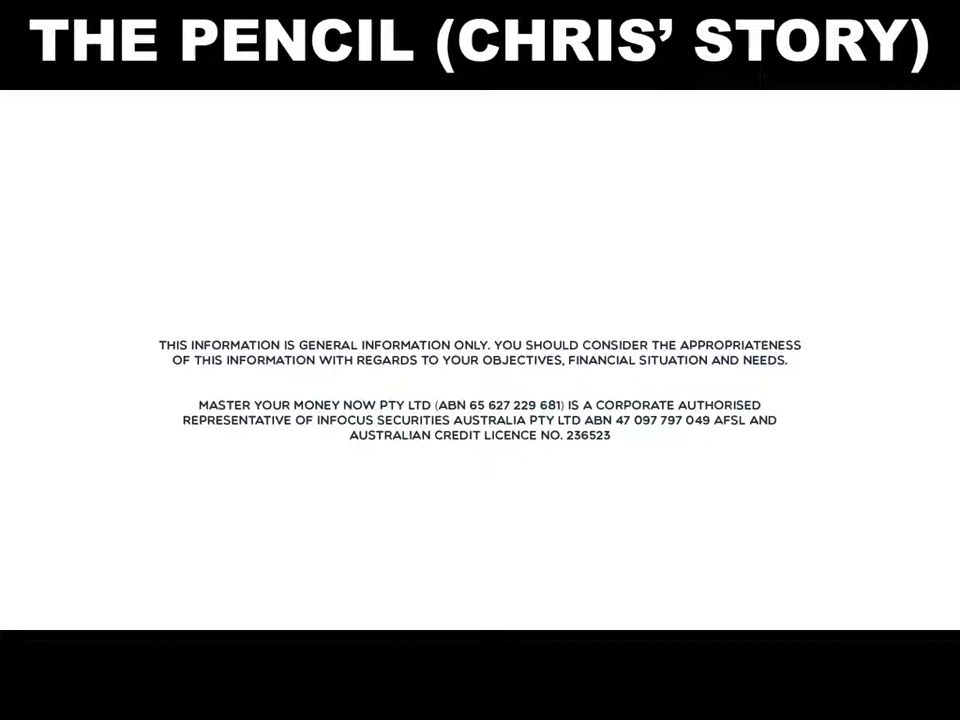 THE PENCIL (CHRIS’ STORY)
THIS INFORMATION IS GENERAL INFORMATION ONLY. YOU SHOULD CONSIDER THE APPROPRIATENESS
OF THIS INFORMATION WITH REGARDS TO YOUR OBJECTIVES, FINANCIAL SITUATION AND NEEDS.
MASTER YOUR MONEY NOW PTY LTD (ABN 65 627 229 681) IS A CORPORATE AUTHORISED
REPRESENTATIVE OF INFOCUS SECURITIES AUSTRALIA PTY LTD ABN 47 097 797 049 AFSL AND
AUSTRALIAN CREDIT LICENCE NO. 236523